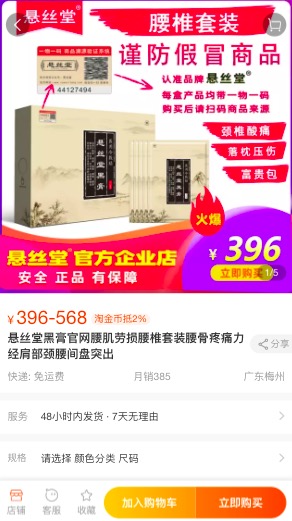 悬丝堂®
腰椎套装
一物一码 商品溯源验证系统
44127494
谨防假冒商品
认准品牌 悬丝堂®
每盒产品均带一物一码
购买后请扫码商品来源
颈椎酸痛
落枕压伤
富贵包
悬丝堂黑膏
火爆
悬丝堂®官方企业店
安全 正品 有保障
¥396
立即购买
1/5
¥396-568 淘金币抵2%
悬丝堂黑膏官网腰肌劳损腰椎套装腰骨疼痛力
经肩部颈腰间盘突出
分享
快递: 免运费 月销385 广东梅州
服务 48小时内发货 · 7天无理由
规格 请选择 颜色分类 尺码
店铺 客服 收藏 加入购物车 立即购买